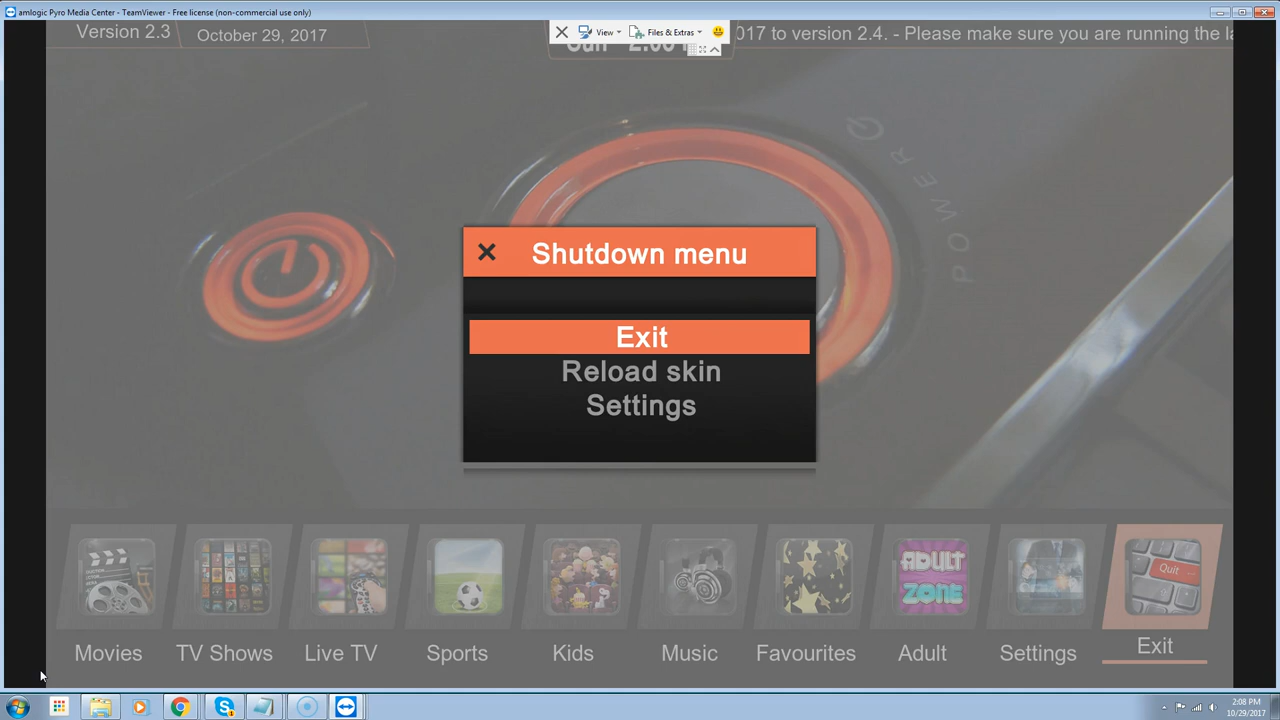 amlogic Pyro Media Center - TeamViewer - Free license (non-commercial use only)
Version 2.3
October 29, 2017
View
Files & Extras
017 to version 2.4. - Please make sure you are running the la
POWER
Shutdown menu
Exit
Reload skin
Settings
ADULT
ZONE
Quit
Movies
TV Shows
Live TV
Sports
Kids
Music
Favourites
Adult
Settings
Exit
2:08 PM
10/29/2017